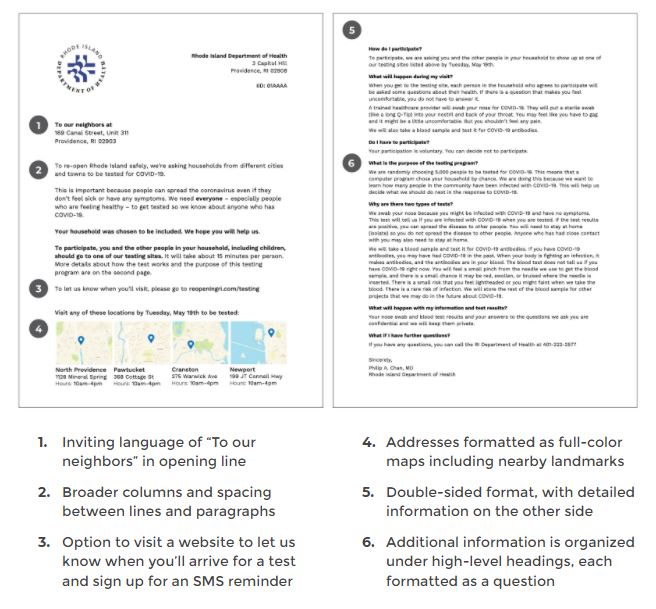 RHODE ISLAND
DEPARTMENT OF HEALTH
Rhode Island Department of Health
3 Capitol Hill
Providence, RI 02908
IID: 01AAAA
1
To our neighbors at
169 Canal Street, Unit 311
Providence, RI 02903
2
To re-open Rhode Island safely, we're asking households from different cities
and towns to be tested for COVID-19.
This is important because people can spread the coronavirus even if they
don't feel sick or have any symptoms. We need everyone – especially people
who are feeling healthy – to get tested so we know about anyone who has
COVID-19.
Your household was chosen to be included. We hope you will help us.
To participate, you and the other people in your household, including children,
should go to one of our testing sites. It will take about 15 minutes per person.
More details about how the test works and the purpose of this testing
program are on the second page.
3
To let us know when you'll visit, please go to reopeningri.com/testing
Visit any of these locations by Tuesday, May 19th to be tested:
4
North Providence
1128 Mineral Spring
Hours: 10am-4pm
Pawtucket
368 Cottage St
Hours: 10am-4pm
Cranston
275 Warwick Ave
Hours: 10am-4pm
Newport
199 JT Connell Hwy
Hours: 10am-4pm
5
How do I participate?
To participate, we are asking you and the other people in your household to show up at one of
our testing sites listed above by Tuesday, May 19th.
What will happen during my visit?
When you get to the testing site, each person in the household who agrees to participate will
be asked some questions about their health. If there is a question that makes you feel
uncomfortable, you do not have to answer it.
A trained healthcare provider will swab your nose for COVID-19. They will put a sterile swab
(like a long Q-Tip) into your nostril and back of your throat. You may feel like you have to gag
and it might be a little uncomfortable. But you shouldn't feel any pain.
We will also take a blood sample and test it for COVID-19 antibodies.
Do I have to participate?
Your participation is voluntary. You can decide not to participate.
6
What is the purpose of the testing program?
We are randomly choosing 5,000 people to be tested for COVID-19. This means that a
computer program chose your household by chance. We are doing this because we want to
learn how many people in the community have been infected with COVID-19. This will help us
decide what we should do next in the response to COVID-19.
Why are there two types of tests?
We swab your nose because you might be infected with COVID-19 and have no symptoms.
This test will tell us if you are infected with COVID-19 when you are tested. If the test results
are positive, you can spread the disease to other people. You will need to stay at home
(isolate) so you do not spread the disease to other people. Anyone who has had close contact
with you may also need to stay at home.
We will take a blood sample and test it for COVID-19 antibodies. If you have COVID-19
antibodies, you may have had COVID-19 in the past. When your body is fighting an infection, it
makes antibodies, and the antibodies are in your blood. The blood test does not tell us if you
have COVID-19 right now. You will feel a small pinch from the needle we use to get the blood
sample, and there is a small chance it may be red, swollen, or bruised where the needle is
inserted. There is a small risk that you feel lightheaded or you might faint when we take the
blood. There is a rare risk of infection. We will store the rest of the blood sample for other
projects that we may do in the future about COVID-19.
What will happen with my information and test results?
Your nose swab and blood test results and your answers to the questions we ask you are
confidential and we will keep them private.
What if I have further questions?
If you have any questions, you can call the RI Department of Health at 401-222-2577
Sincerely,
Philip A. Chan, MD
Rhode Island Department of Health
1. Inviting language of “To our
neighbors” in opening line
2. Broader columns and spacing
between lines and paragraphs
3. Option to visit a website to let us
know when you’ll arrive for a test
and sign up for an SMS reminder
4. Addresses formatted as full-color
maps including nearby landmarks
5. Double-sided format, with detailed
information on the other side
6. Additional information is organized
under high-level headings, each
formatted as a question